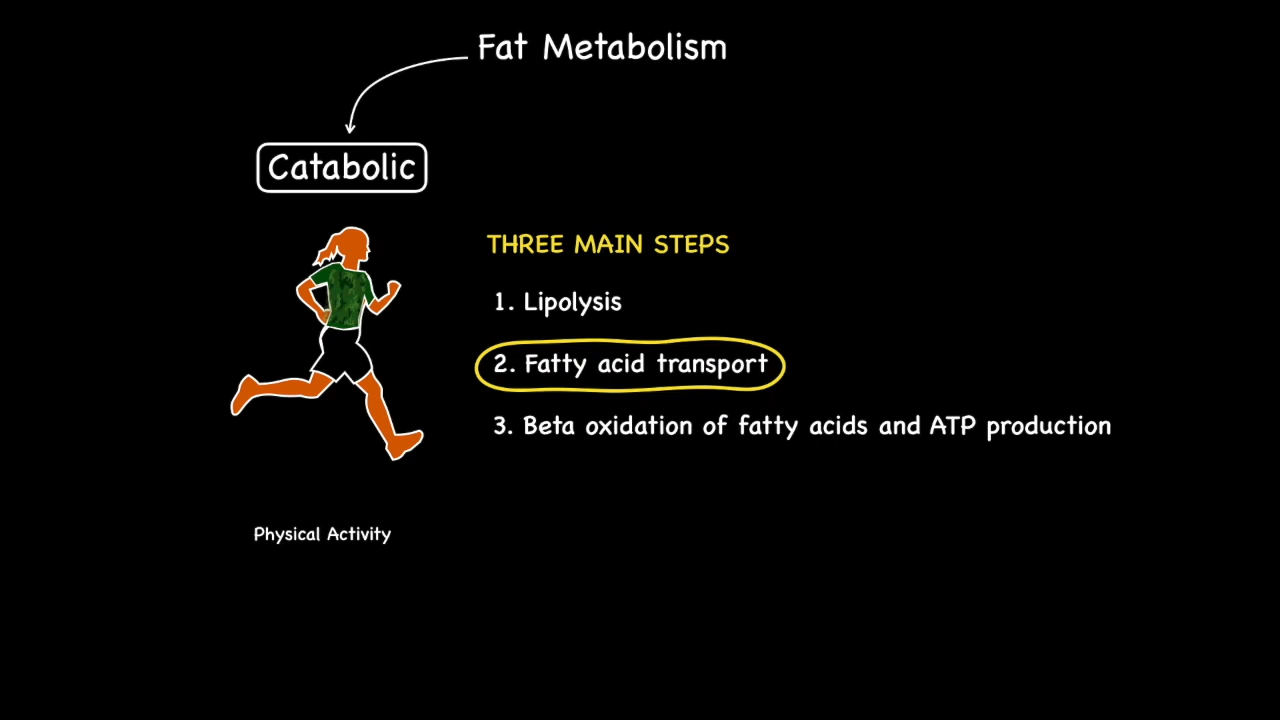 Fat Metabolism
Catabolic
THREE MAIN STEPS
1. Lipolysis
2. Fatty acid transport
3. Beta oxidation of fatty acids and ATP production
Physical Activity